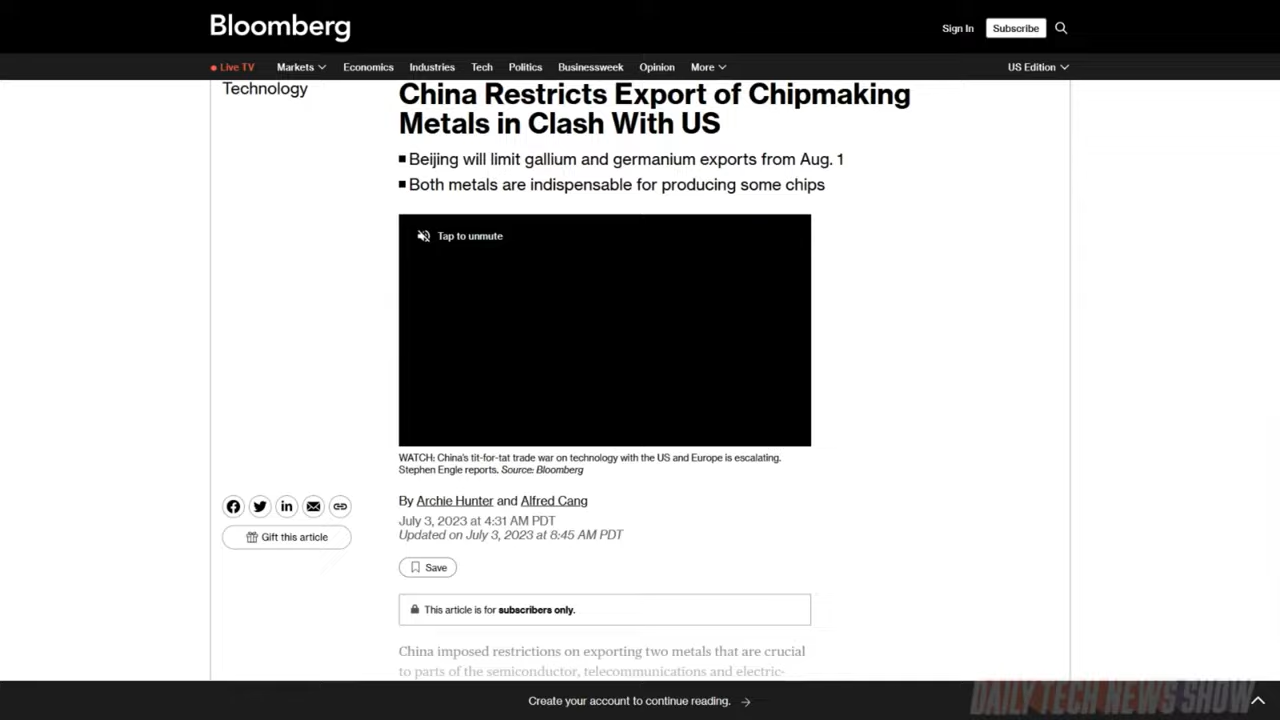 Bloomberg
Sign In
Subscribe
Live TV
Markets
Economics
Industries
Tech
Politics
Businessweek
Opinion
More
US Edition
Technology
China Restricts Export of Chipmaking
Metals in Clash With US
Beijing will limit gallium and germanium exports from Aug. 1
Both metals are indispensable for producing some chips
Tap to unmute
WATCH: China's tit-for-tat trade war on technology with the US and Europe is escalating.
Stephen Engle reports. Source: Bloomberg
By Archie Hunter and Alfred Cang
July 3, 2023 at 4:31 AM PDT
Updated on July 3, 2023 at 8:45 AM PDT
Gift this article
Save
This article is for subscribers only.
China imposed restrictions on exporting two metals that are crucial
to parts of the semiconductor, telecommunications and electric-
Create your account to continue reading.
DAILY TECH NEWS SHOW